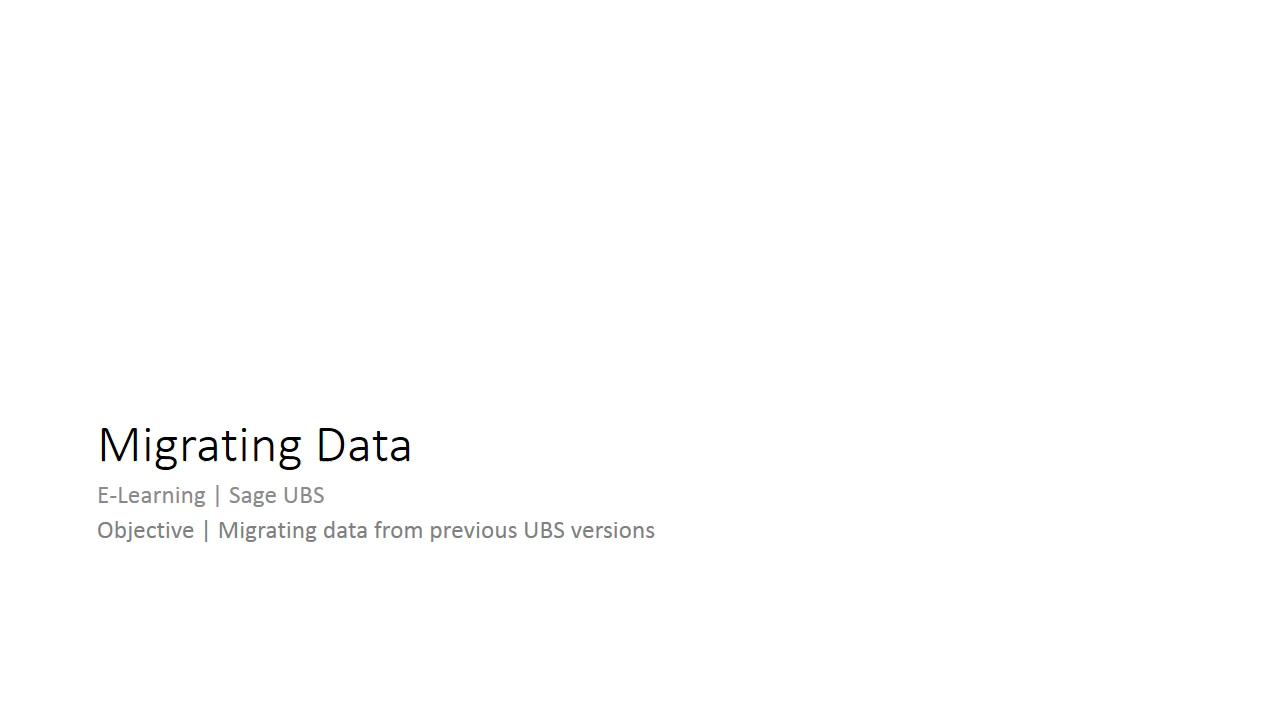 Migrating Data
E-Learning | Sage UBS
Objective | Migrating data from previous UBS versions